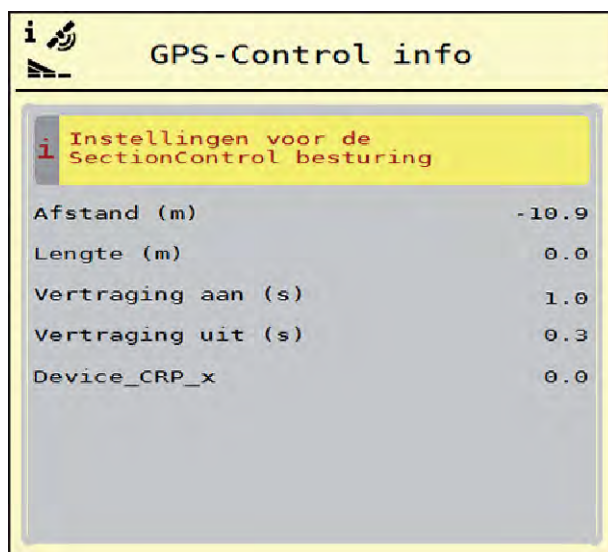 i
GPS-Control info
i Instellingen voor de
SectionControl besturing
Afstand (m) -10.9
Lengte (m) 0.0
Vertraging aan (s) 1.0
Vertraging uit (s) 0.3
Device_CRP_x 0.0